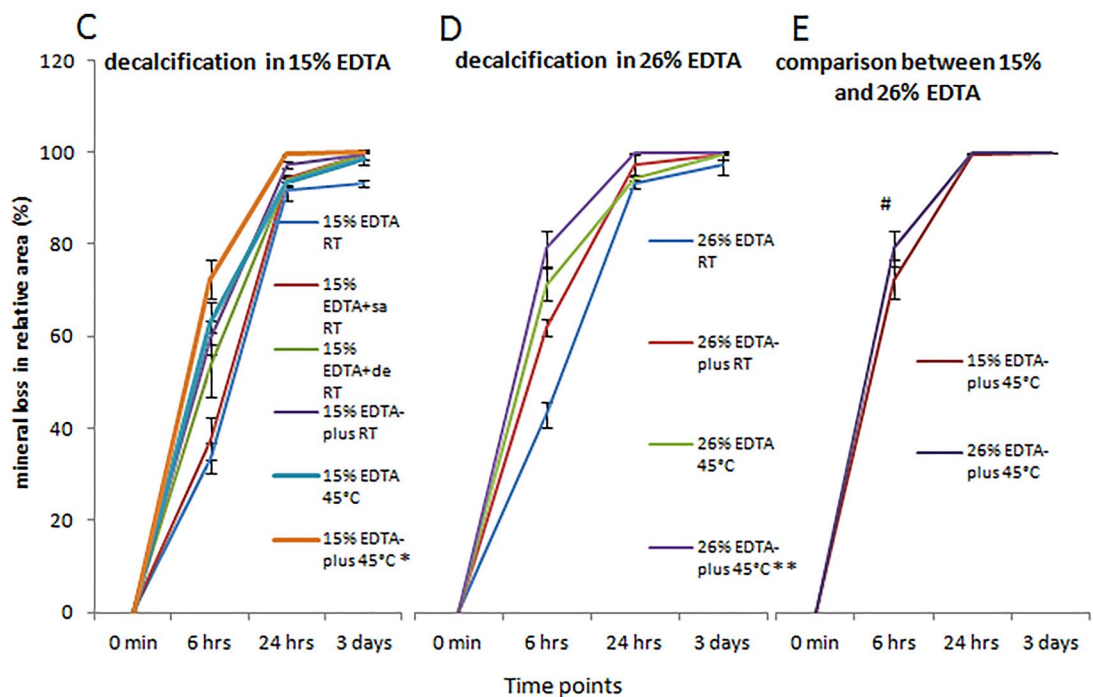 C
decalcification in 15% EDTA
D
decalcification in 26% EDTA
E
comparison between 15%
and 26% EDTA
mineral loss in relative area (%)
120
100
80
60
40
20
0
15% EDTA
RT
15%
EDTA+sa
RT
15%
EDTA+de
RT
15% EDTA-
plus RT
15% EDTA
45°C
15% EDTA-
plus 45°C *
0 min
6 hrs
24 hrs
3 days
26% EDTA
RT
26% EDTA-
plus RT
26% EDTA
45°C
26% EDTA-
plus 45°C**
0 min
6 hrs
24 hrs
3 days
#
15% EDTA-
plus 45°C
26% EDTA-
plus 45°C
0 min
6 hrs
24 hrs
3 days
Time points